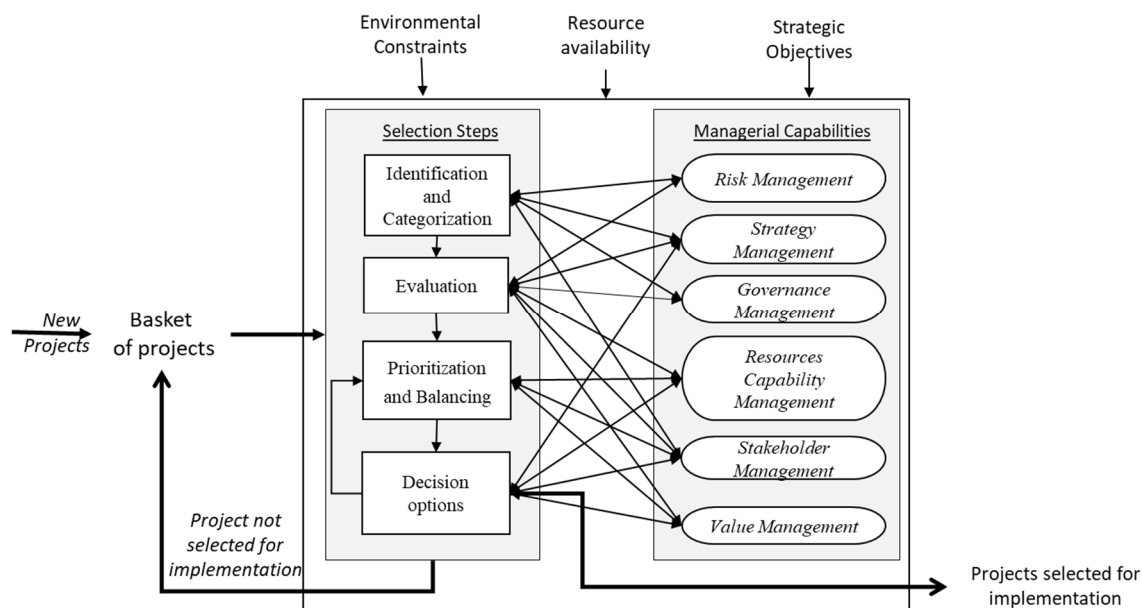 Environmental
Constraints
Resource
availability
Strategic
Objectives
Selection Steps
Identification
and
Categorization
Evaluation
Prioritization
and Balancing
Decision
options
Managerial Capabilities
Risk Management
Strategy
Management
Governance
Management
Resources
Capability
Management
Stakeholder
Management
Value Management
New
Projects
Basket
of projects
Project not
selected for
implementation
Projects selected for
implementation